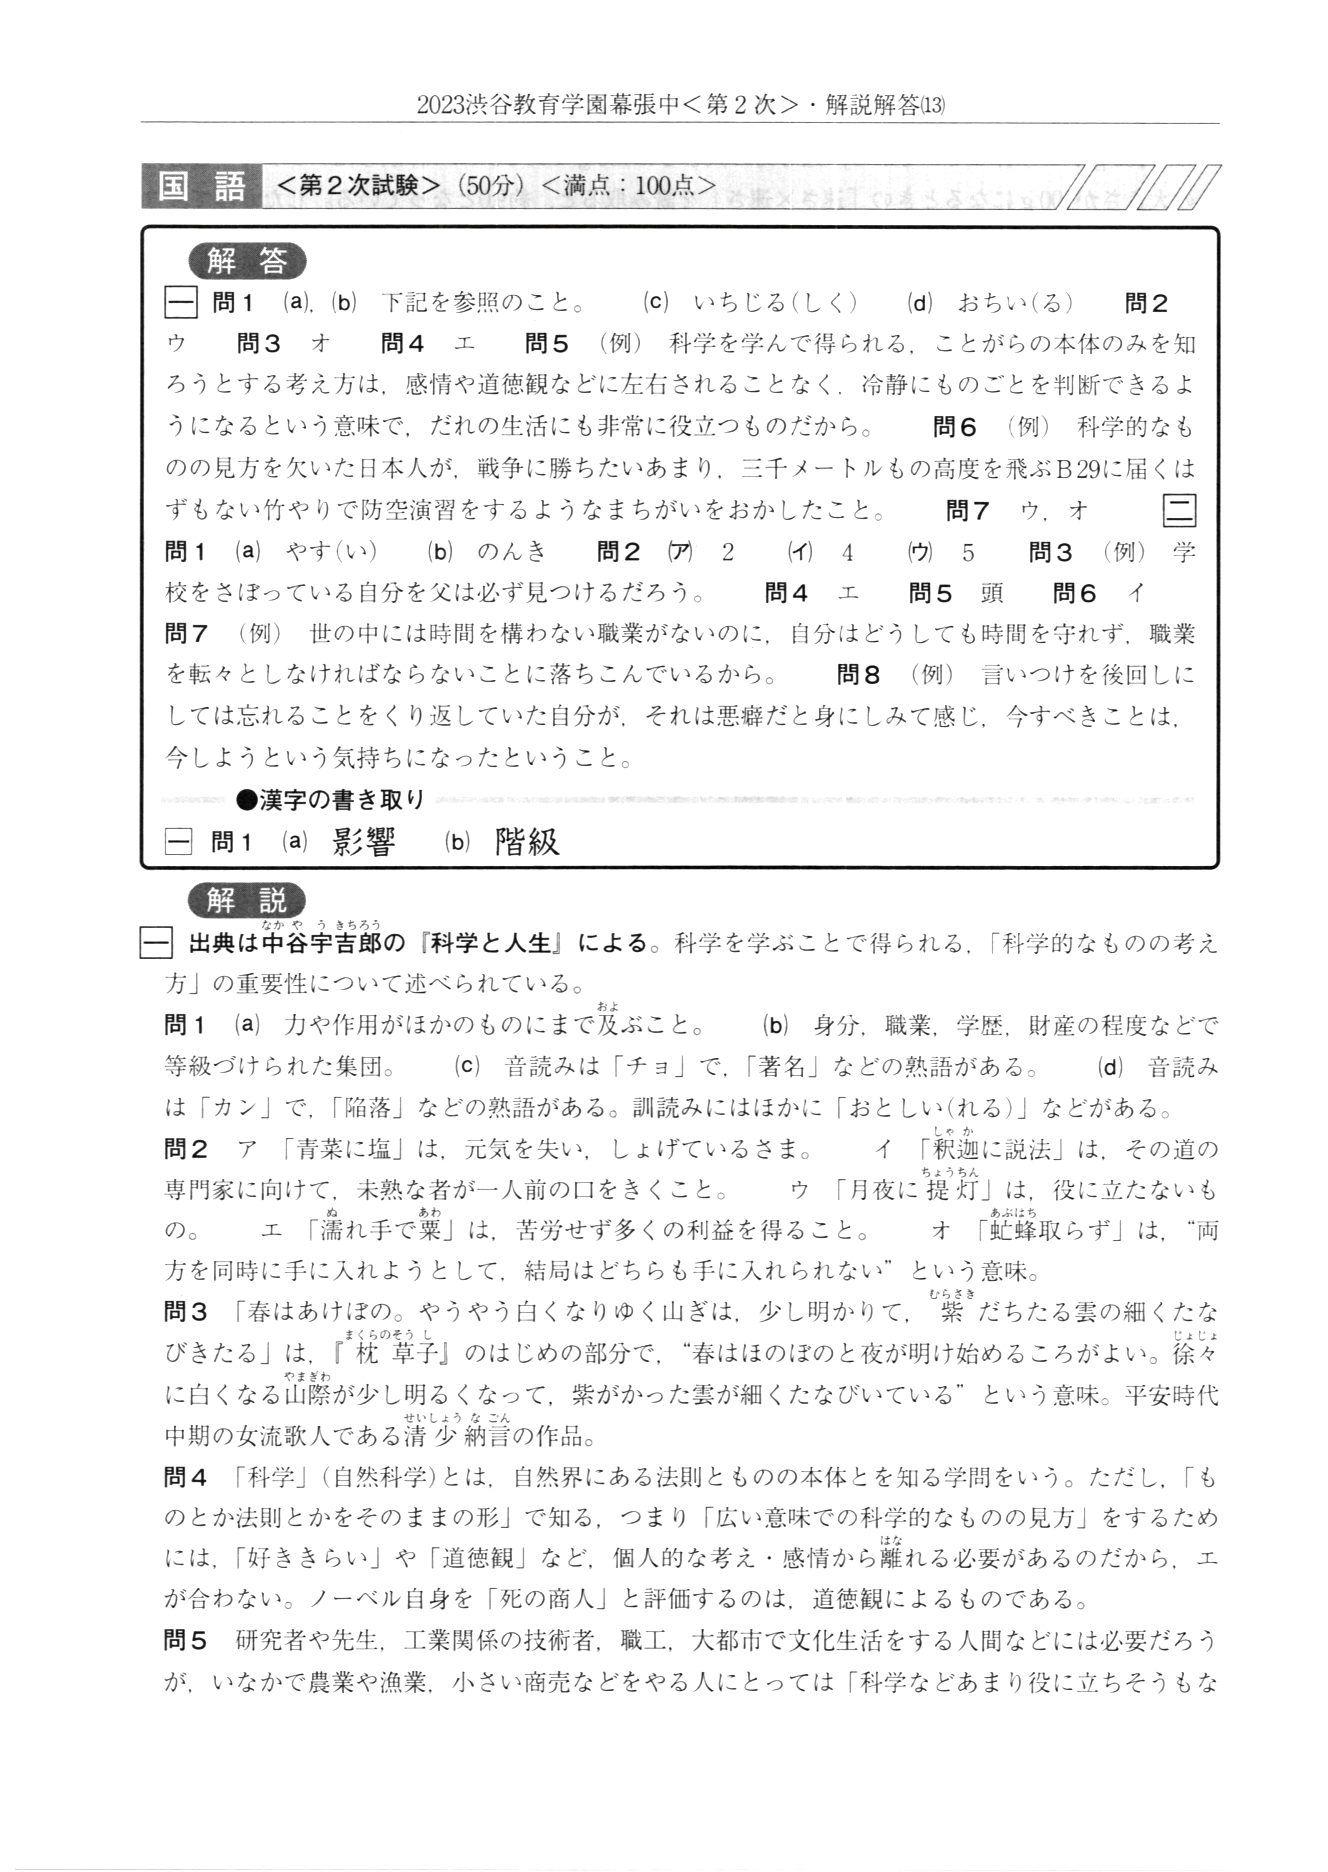 2023渋谷教育学園幕張中＜第２次＞・解説解答⒀
国 語 ＜第２次試験＞（50分）＜満点：100点＞
解 答
一 問１ (a)，(b) 下記を参照のこと。 (c) いちじる(しく) (d) おちい(る) 問２
ウ 問３ オ 問４ エ 問５ （例） 科学を学んで得られる，ことがらの本体のみを知
ろうとする考え方は，感情や道徳観などに左右されることなく，冷静にものごとを判断できるよ
うになるという意味で，だれの生活にも非常に役立つものだから。 問６ （例） 科学的なも
のの見方を欠いた日本人が，戦争に勝ちたいあまり，三千メートルもの高度を飛ぶＢ29に届くは
ずもない竹やりで防空演習をするようなまちがいをおかしたこと。 問７ ウ，オ 二
問１ (a) やす(い) (b) のんき 問２ (ア) 2 (イ) 4 (ウ) 5 問３ （例） 学
校をさぼっている自分を父は必ず見つけるだろう。 問４ エ 問５ 頭 問６ イ
問７ （例） 世の中には時間を構わない職業がないのに，自分はどうしても時間を守れず，職業
を転々としなければならないことに落ちこんでいるから。 問８ （例） 言いつけを後回しに
しては忘れることをくり返していた自分が，それは悪癖だと身にしみて感じ，今すべきことは，
今しようという気持ちになったということ。
●漢字の書き取り
一 問１ (a) 影響 (b) 階級
解 説
なか や う きちろう
一 出典は中谷宇吉郎の『科学と人生』による。科学を学ぶことで得られる，「科学的なものの考え
方」の重要性について述べられている。
およ
問１ (a) 力や作用がほかのものにまで及ぶこと。 (b) 身分，職業，学歴，財産の程度などで
等級づけられた集団。 (c) 音読みは「チョ」で，「著名」などの熟語がある。 (d) 音読み
は「カン」で，「陥落」などの熟語がある。訓読みにはほかに「おとしい(れる)」などがある。
しゃ か
問２ ア 「青菜に塩」は，元気を失い，しょげているさま。 イ 「釈迦に説法」は，その道の
ちょうちん
専門家に向けて，未熟な者が一人前の口をきくこと。 ウ 「月夜に提灯」は，役に立たないも
ぬ あわ あぶはち
の。 エ 「濡れ手で粟」は，苦労せず多くの利益を得ること。 オ 「虻蜂取らず」は，“両
方を同時に手に入れようとして，結局はどちらも手に入れられない”という意味。
むらさき
問３ 「春はあけぼの。やうやう白くなりゆく山ぎは，少し明かりて，紫だちたる雲の細くたな
まくらのそう し じょじょ
びきたる」は，『枕草子』のはじめの部分で，“春はほのぼのと夜が明け始めるころがよい。徐々
やまぎわ
に白くなる山際が少し明るくなって，紫がかった雲が細くたなびいている”という意味。平安時代
せいしょう な ごん
中期の女流歌人である清少納言の作品。
問４ 「科学」（自然科学）とは，自然界にある法則とものの本体とを知る学問をいう。ただし，「も
のとか法則とかをそのままの形」で知る，つまり「広い意味での科学的なものの見方」をするため
はな
には，「好ききらい」や「道徳観」など，個人的な考え・感情から離れる必要があるのだから，エ
が合わない。ノーベル自身を「死の商人」と評価するのは，道徳観によるものである。
問５ 研究者や先生，工業関係の技術者，職工，大都市で文化生活をする人間などには必要だろう
が，いなかで農業や漁業，小さい商売などをやる人にとっては「科学などあまり役に立ちそうもな